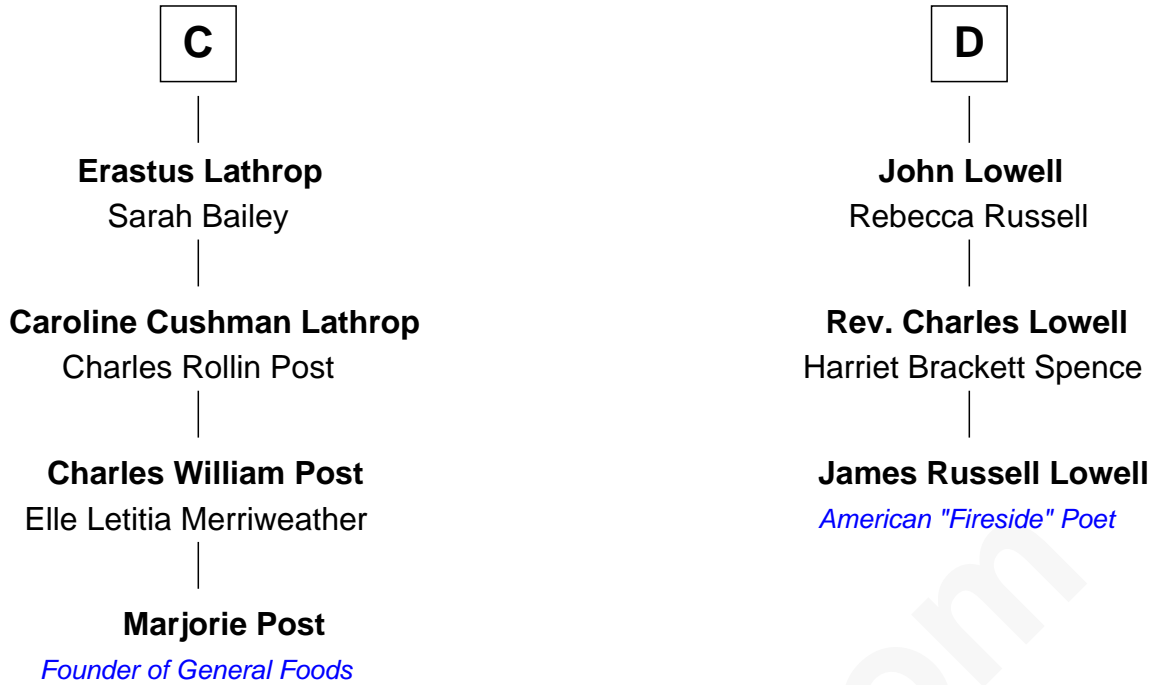 C
Erastus Lathrop
Sarah Bailey
Caroline Cushman Lathrop
Charles Rollin Post
Charles William Post
Elle Letitia Merriweather
Marjorie Post
Founder of General Foods
D
John Lowell
Rebecca Russell
Rev. Charles Lowell
Harriet Brackett Spence
James Russell Lowell
American "Fireside" Poet
om